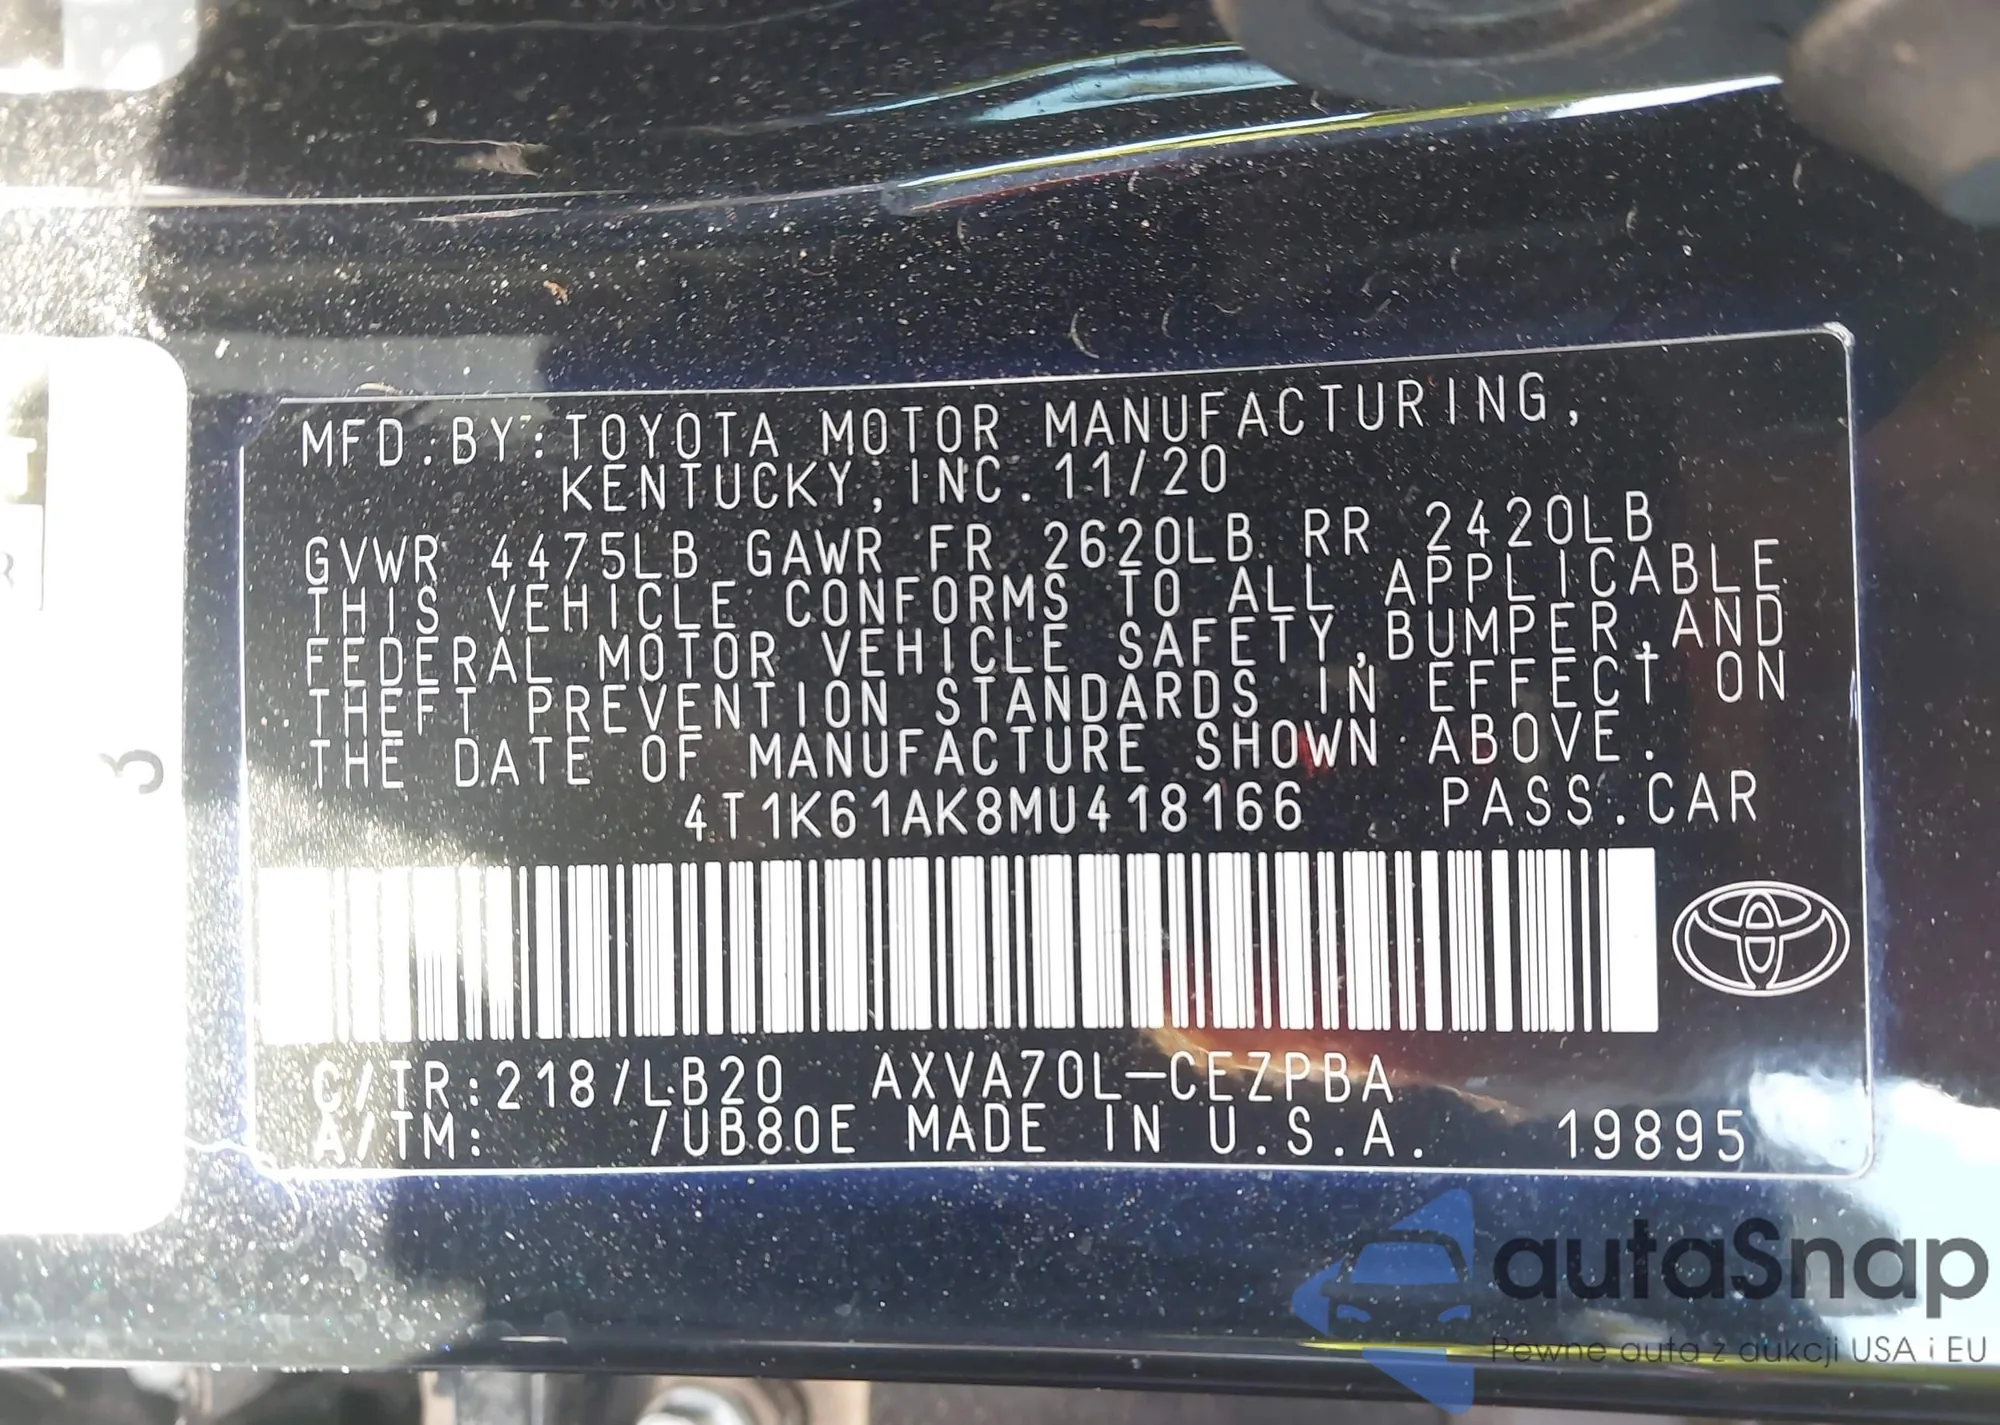 MFD.BY:TOYOTA MOTOR MANUFACTURING,
KENTUCKY,INC.11/20
GVWR 4475LB GAWR FR 2620LB RR 2420LB
THIS VEHICLE CONFORMS TO ALL APPLICABLE
FEDERAL MOTOR VEHICLE SAFETY,BUMPER,AND
THEFT PREVENTION STANDARDS IN EFFECT ON
THE DATE OF MANUFACTURE SHOWN ABOVE.
4T1K61AK8MU418166 PASS.CAR
C/TR:218/LB20 AXVA70L-CEZPBA
A/TM: /UB80E MADE IN U.S.A. 19895
3
autaSnap
Pewne auta z aukcji USA i EU